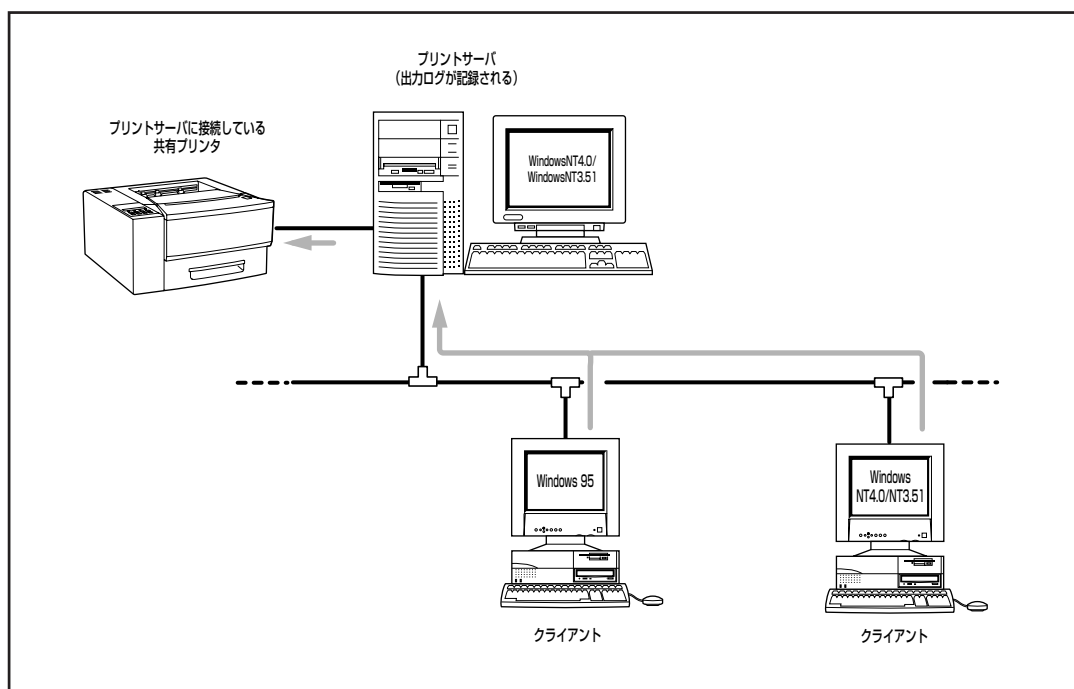 プリントサーバ
（出力ログが記録される）
プリントサーバに接続している
共有プリンタ
WindowsNT4.0/
WindowsNT3.51
Windows 95
Windows
NT4.0/NT3.51
クライアント
クライアント